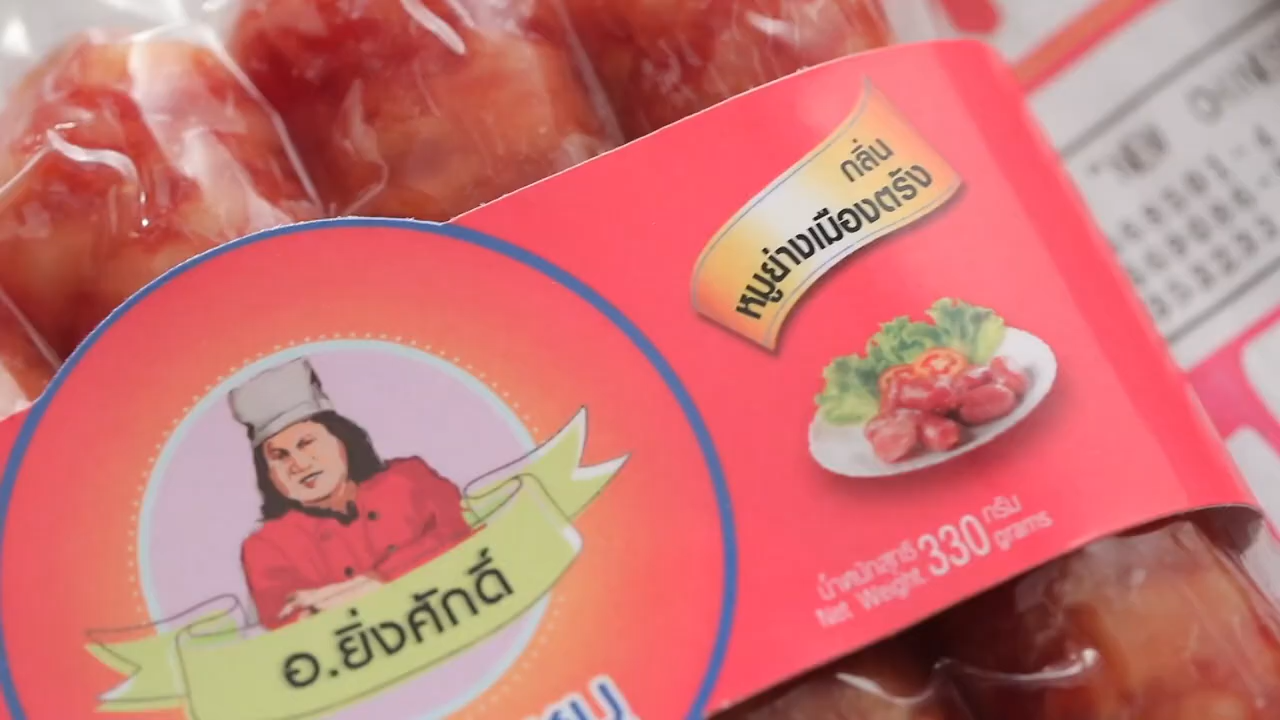 กลิ่น
หมูย่างเมืองตรัง
อ.ยิ่งศักดิ์
น้ำหนักสุทธิ 330 กรัม
Net Weight grams